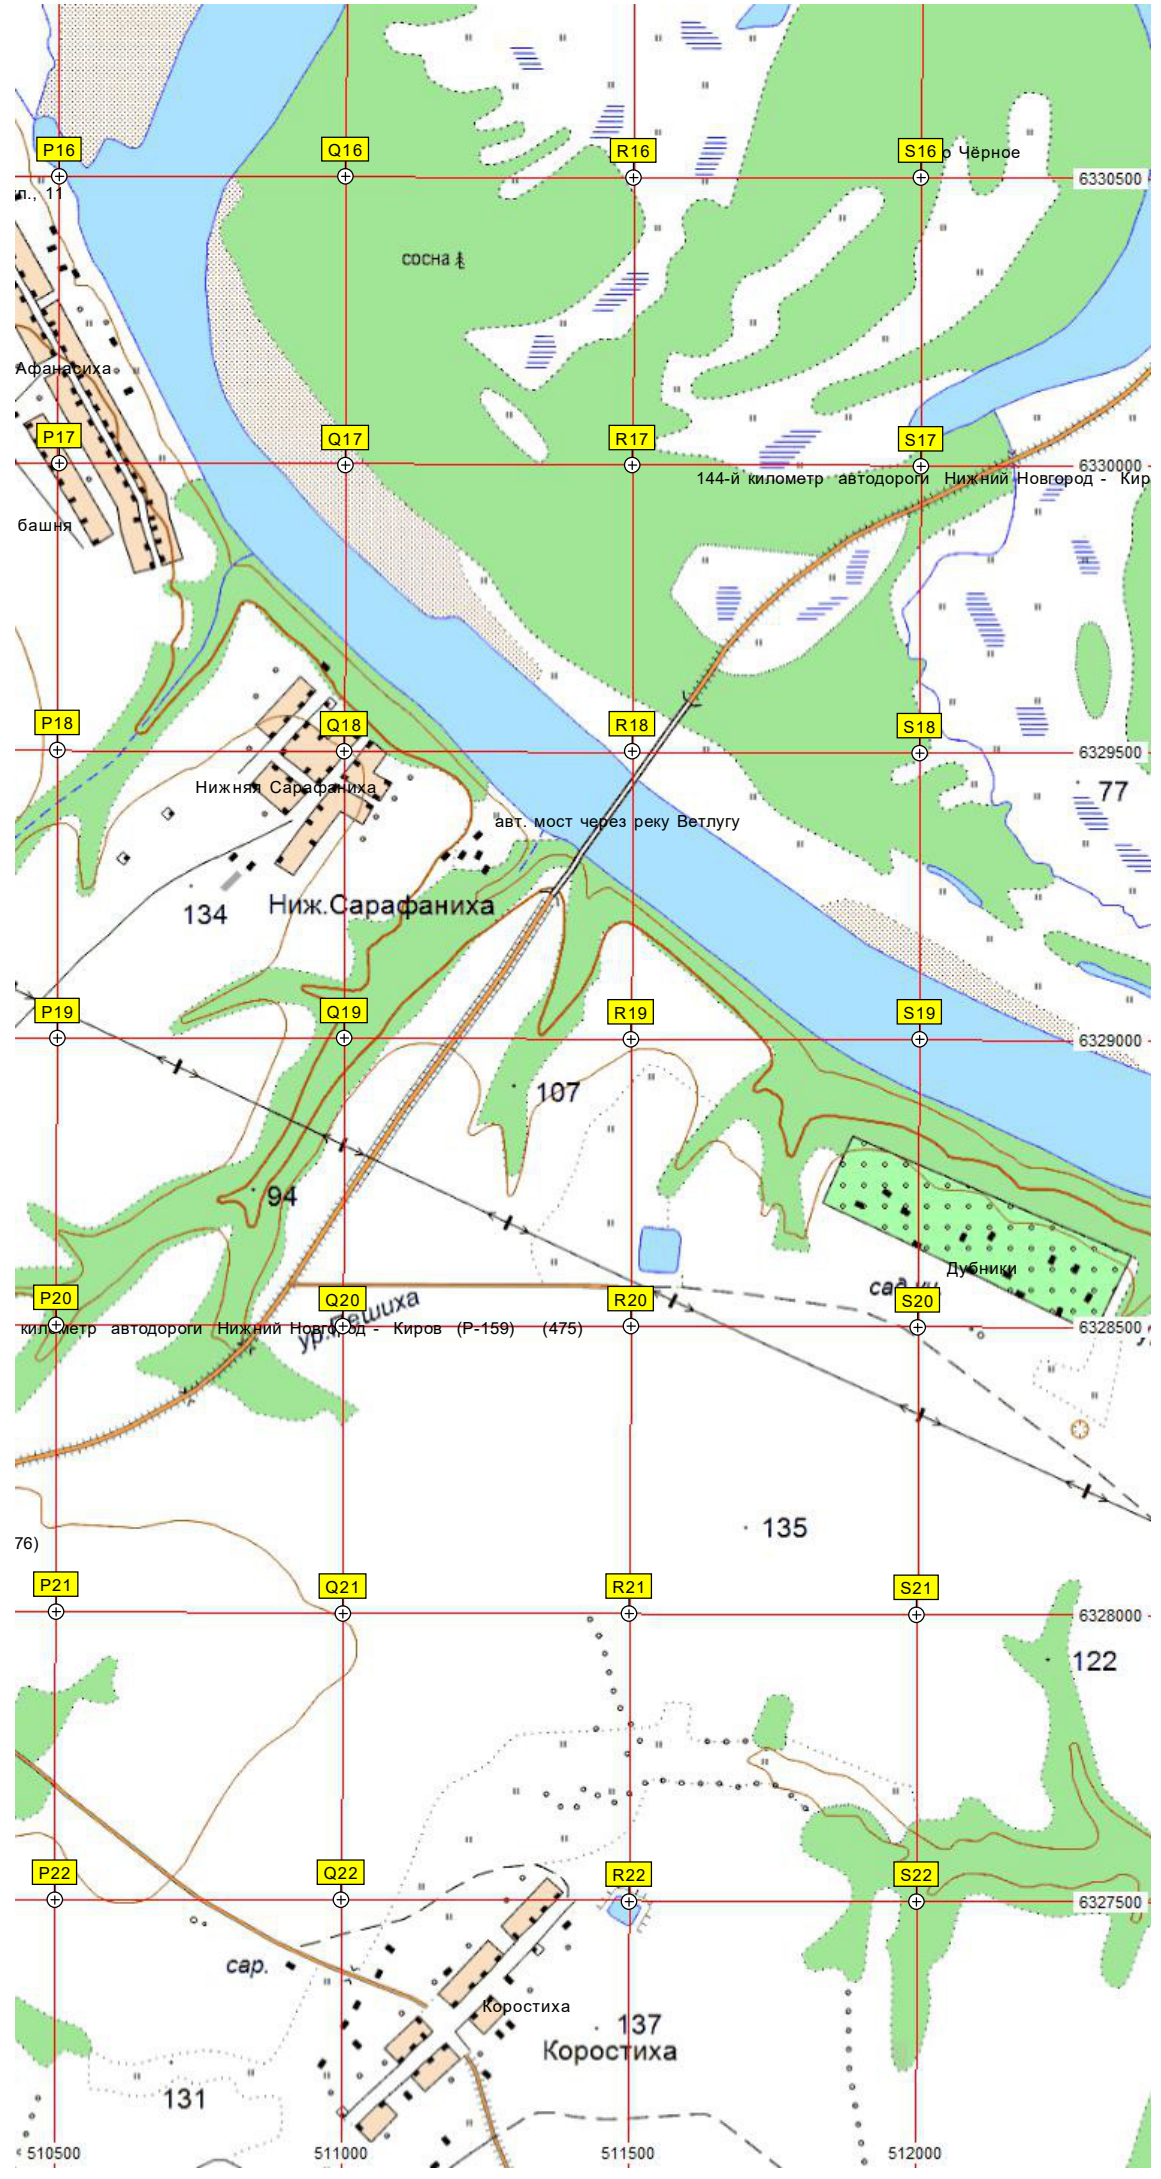 P16
Q16
R16
S16
о Чёрное
6330500
л., 11
сосна
Афанасиха
P17
Q17
R17
S17
6330000
144-й километр автодороги Нижний Новгород - Кир
башня
P18
Q18
R18
S18
6329500
77
Нижняя Сарафаниха
авт. мост через реку Ветлугу
134
Ниж.Сарафаниха
P19
Q19
R19
S19
6329000
107
94
Дубники
сад.уч.
P20
Q20
R20
S20
километр автодороги Нижний Новгород - Киров (Р-159) (475)
6328500
135
76)
P21
Q21
R21
S21
6328000
122
P22
Q22
R22
S22
6327500
сар.
Коростиха
137
Коростиха
131
510500
511000
511500
512000